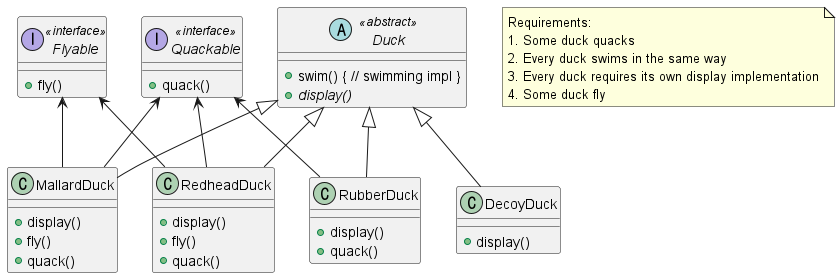 I
«interface»
Flyable
fly()
I
«interface»
Quackable
quack()
A
«abstract»
Duck
swim() { // swimming impl }
display()
Requirements:
1. Some duck quacks
2. Every duck swims in the same way
3. Every duck requires its own display implementation
4. Some duck fly
C MallardDuck
display()
fly()
quack()
C RedheadDuck
display()
fly()
quack()
C RubberDuck
display()
quack()
C DecoyDuck
display()